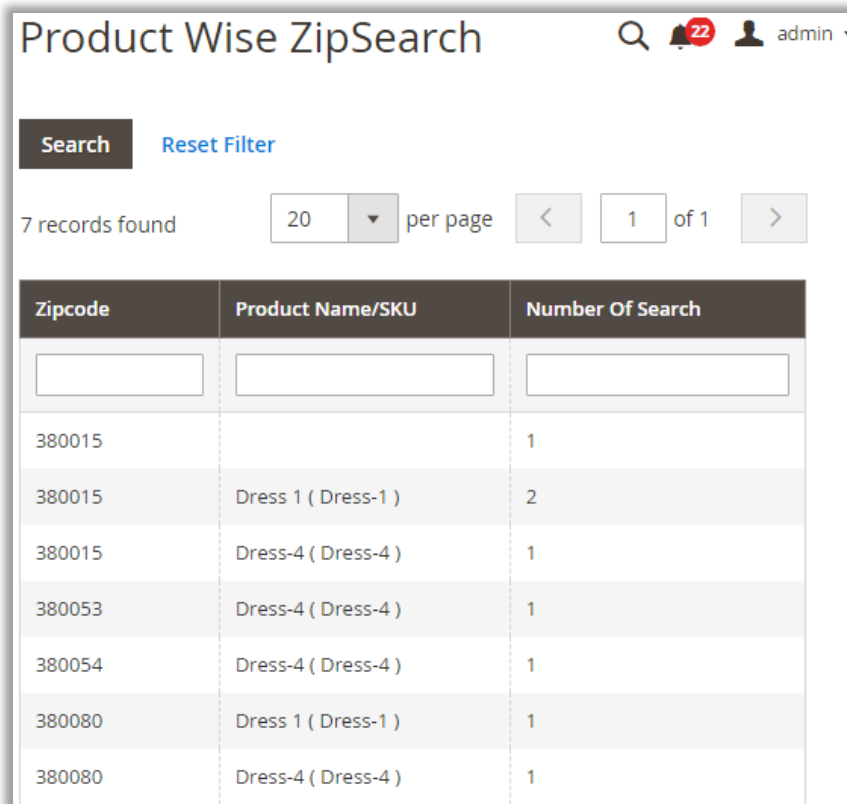 Product Wise ZipSearch 22 admin
Search Reset Filter
7 records found 20 per page 1 of 1
Zipcode Product Name/SKU Number Of Search
380015 1
380015 Dress 1 ( Dress-1 ) 2
380015 Dress-4 ( Dress-4 ) 1
380053 Dress-4 ( Dress-4 ) 1
380054 Dress-4 ( Dress-4 ) 1
380080 Dress 1 ( Dress-1 ) 1
380080 Dress-4 ( Dress-4 ) 1